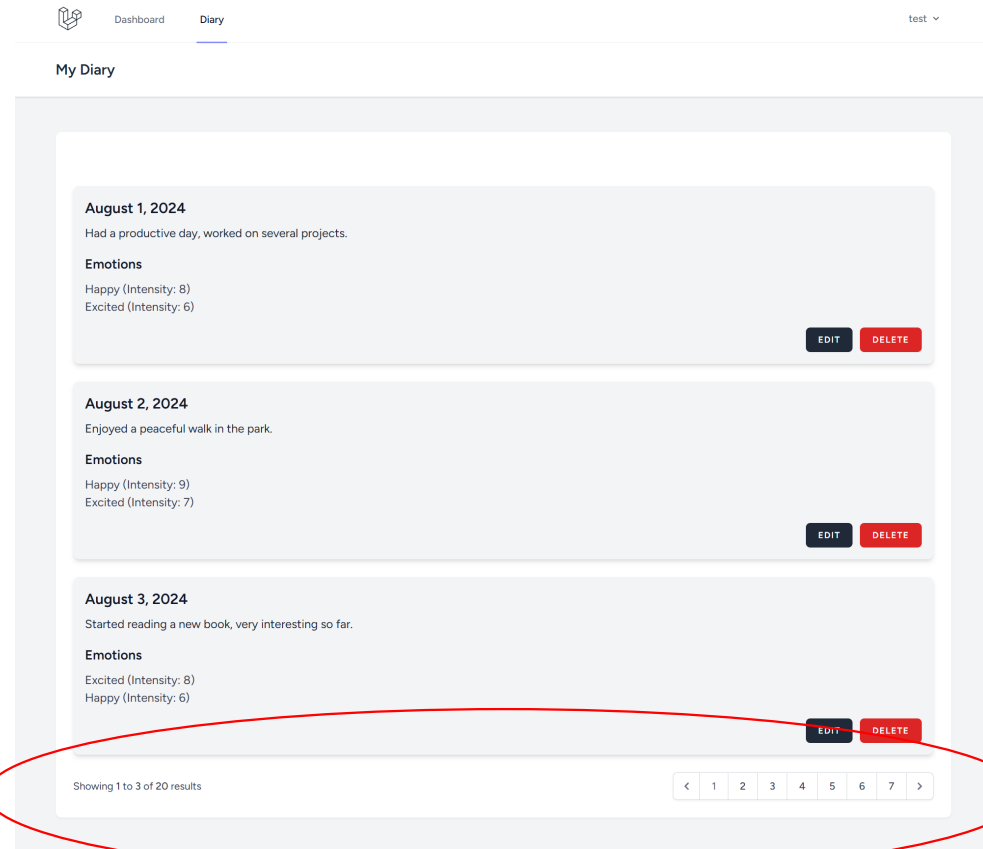 Dashboard Diary test
My Diary
August 1, 2024
Had a productive day, worked on several projects.
Emotions
Happy (Intensity: 8)
Excited (Intensity: 6)
EDIT DELETE
August 2, 2024
Enjoyed a peaceful walk in the park.
Emotions
Happy (Intensity: 9)
Excited (Intensity: 7)
EDIT DELETE
August 3, 2024
Started reading a new book, very interesting so far.
Emotions
Excited (Intensity: 8)
Happy (Intensity: 6)
EDIT DELETE
Showing 1 to 3 of 20 results < 1 2 3 4 5 6 7 >